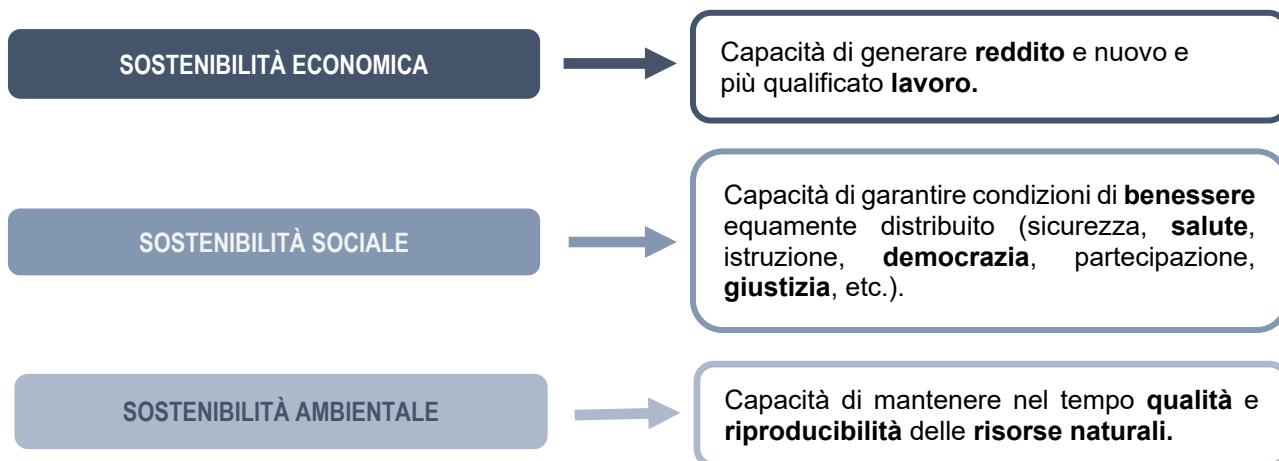 SOSTENIBILITÀ ECONOMICA
Capacità di generare reddito e nuovo e
più qualificato lavoro.
SOSTENIBILITÀ SOCIALE
Capacità di garantire condizioni di benessere
equamente distribuito (sicurezza, salute,
istruzione, democrazia, partecipazione,
giustizia, etc.).
SOSTENIBILITÀ AMBIENTALE
Capacità di mantenere nel tempo qualità e
riproducibilità delle risorse naturali.